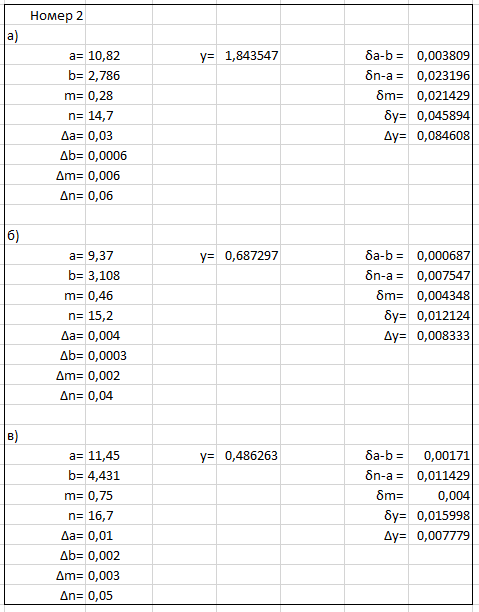 Номер 2
а)
a= 10,82 y= 1,843547 δa-b = 0,003809
b= 2,786 δn-a = 0,023196
m= 0,28 δm= 0,021429
n= 14,7 δy= 0,045894
Δa= 0,03 Δy= 0,084608
Δb= 0,0006
Δm= 0,006
Δn= 0,06
б)
a= 9,37 y= 0,687297 δa-b = 0,000687
b= 3,108 δn-a = 0,007547
m= 0,46 δm= 0,004348
n= 15,2 δy= 0,012124
Δa= 0,004 Δy= 0,008333
Δb= 0,0003
Δm= 0,002
Δn= 0,04
в)
a= 11,45 y= 0,486263 δa-b = 0,00171
b= 4,431 δn-a = 0,011429
m= 0,75 δm= 0,004
n= 16,7 δy= 0,015998
Δa= 0,01 Δy= 0,007779
Δb= 0,002
Δm= 0,003
Δn= 0,05